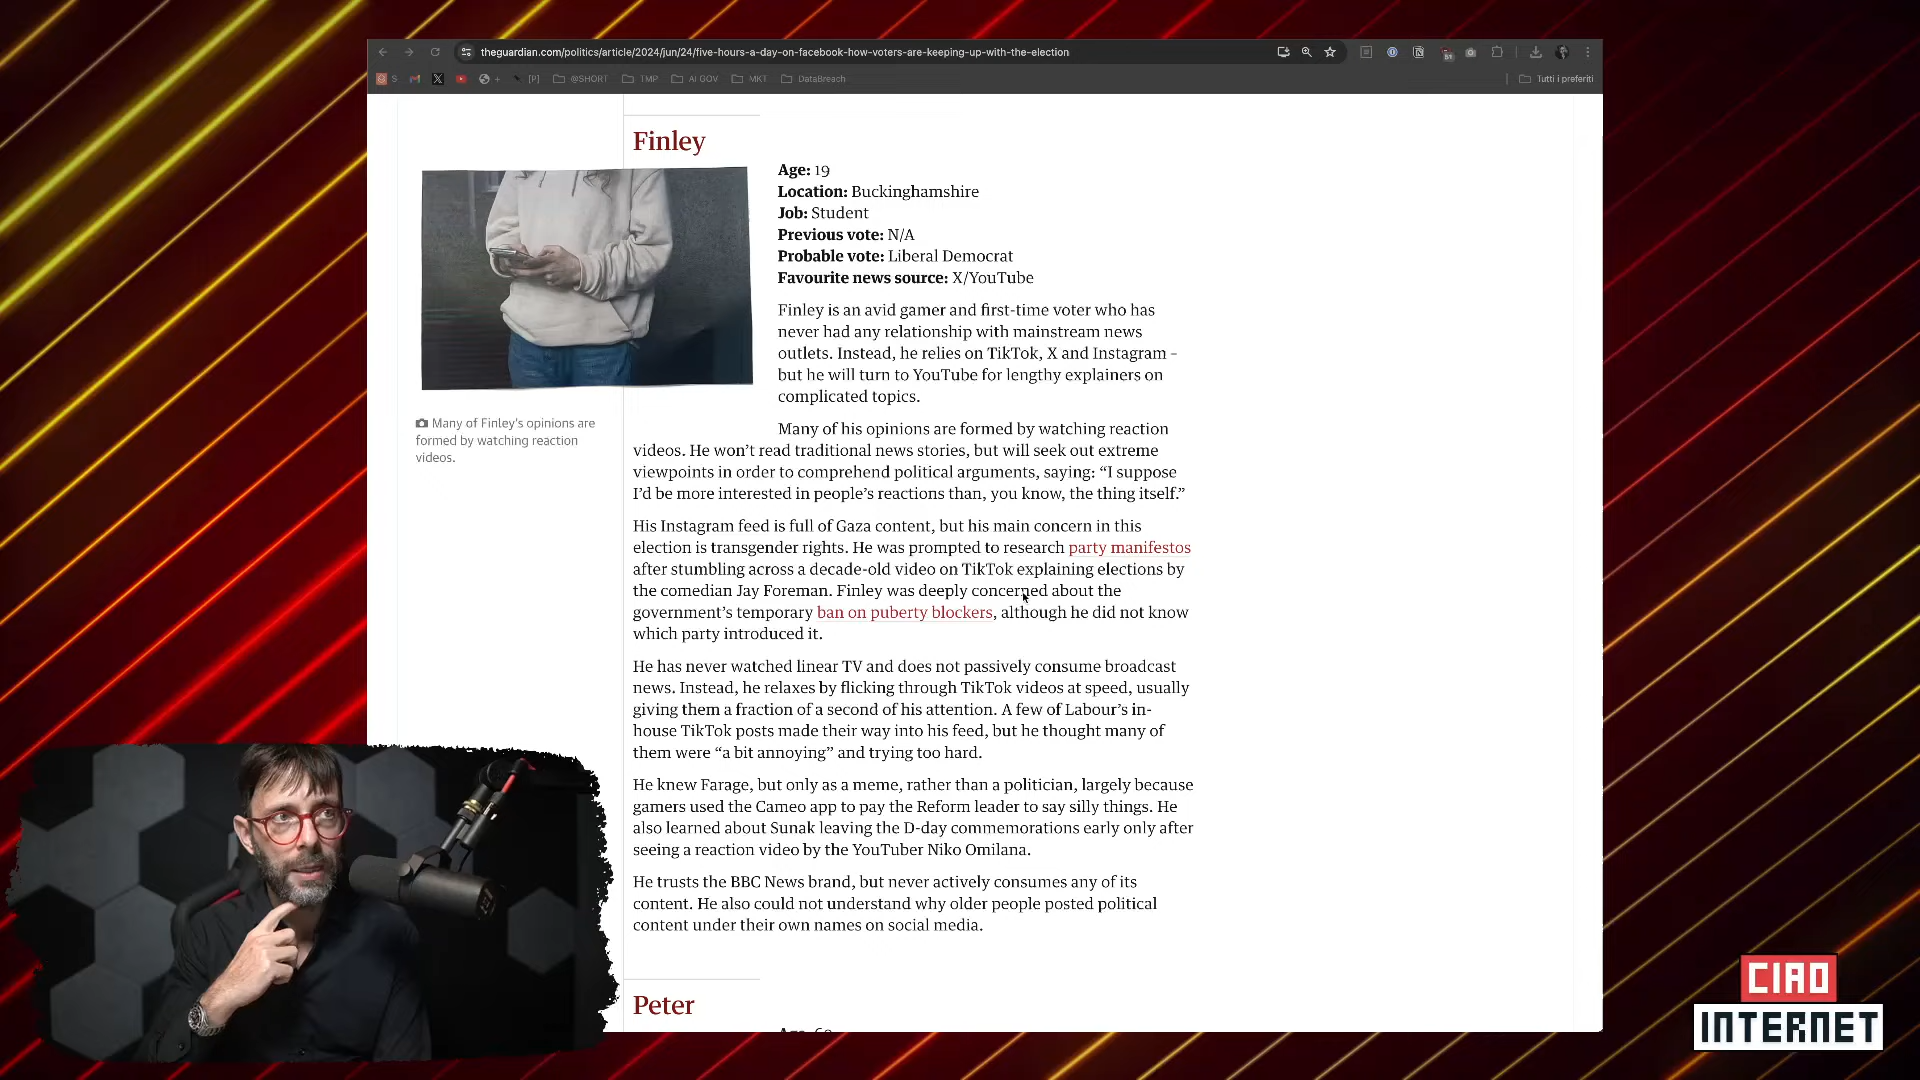 theguardian.com/politics/article/2024/jun/24/five-hours-a-day-on-facebook-how-voters-are-keeping-up-with-the-election
S
X
+
[P]
@SHORT
TMP
AI GOV
MKT
DataBreach
Tutti i preferiti
Finley
Age: 19
Location: Buckinghamshire
Job: Student
Previous vote: N/A
Probable vote: Liberal Democrat
Favourite news source: X/YouTube
Finley is an avid gamer and first-time voter who has
never had any relationship with mainstream news
outlets. Instead, he relies on TikTok, X and Instagram –
but he will turn to YouTube for lengthy explainers on
complicated topics.
Many of Finley’s opinions are
formed by watching reaction
videos.
Many of his opinions are formed by watching reaction
videos. He won’t read traditional news stories, but will seek out extreme
viewpoints in order to comprehend political arguments, saying: “I suppose
I’d be more interested in people’s reactions than, you know, the thing itself.”
His Instagram feed is full of Gaza content, but his main concern in this
election is transgender rights. He was prompted to research party manifestos
after stumbling across a decade-old video on TikTok explaining elections by
the comedian Jay Foreman. Finley was deeply concerned about the
government’s temporary ban on puberty blockers, although he did not know
which party introduced it.
He has never watched linear TV and does not passively consume broadcast
news. Instead, he relaxes by flicking through TikTok videos at speed, usually
giving them a fraction of a second of his attention. A few of Labour’s in-
house TikTok posts made their way into his feed, but he thought many of
them were “a bit annoying” and trying too hard.
He knew Farage, but only as a meme, rather than a politician, largely because
gamers used the Cameo app to pay the Reform leader to say silly things. He
also learned about Sunak leaving the D-day commemorations early only after
seeing a reaction video by the YouTuber Niko Omilana.
He trusts the BBC News brand, but never actively consumes any of its
content. He also could not understand why older people posted political
content under their own names on social media.
Peter
CIAO
INTERNET